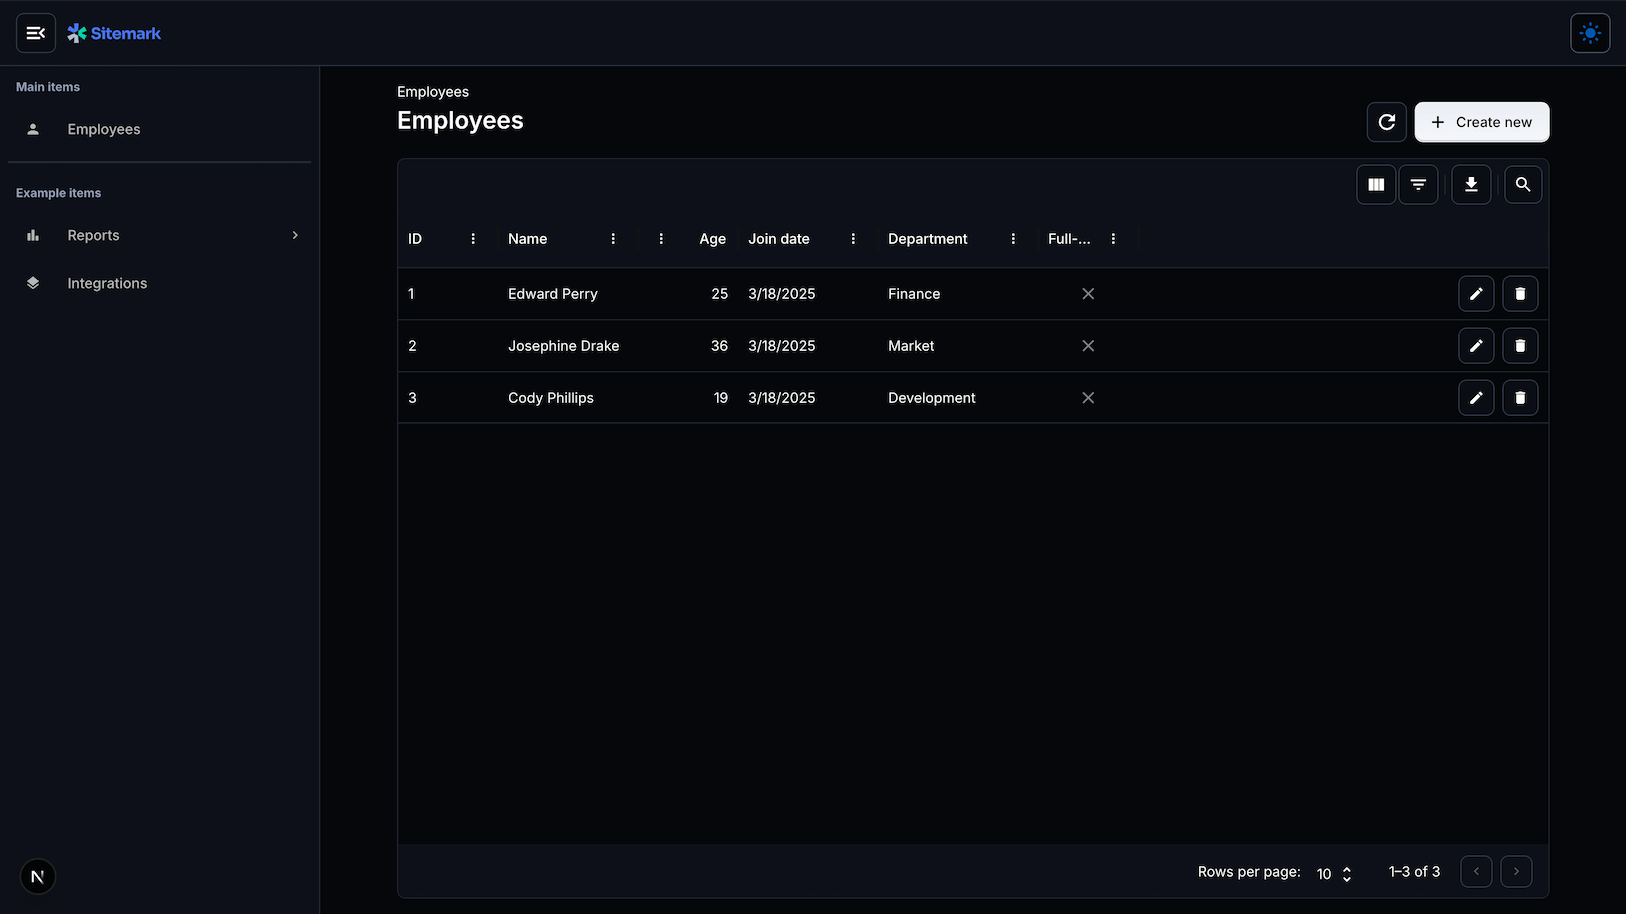 Sitemark
Main items
Employees
Example items
Reports
Integrations
N
Employees
Employees
Create new
ID Name Age Join date Department Full-...
1 Edward Perry 25 3/18/2025 Finance
2 Josephine Drake 36 3/18/2025 Market
3 Cody Phillips 19 3/18/2025 Development
Rows per page: 10 1–3 of 3